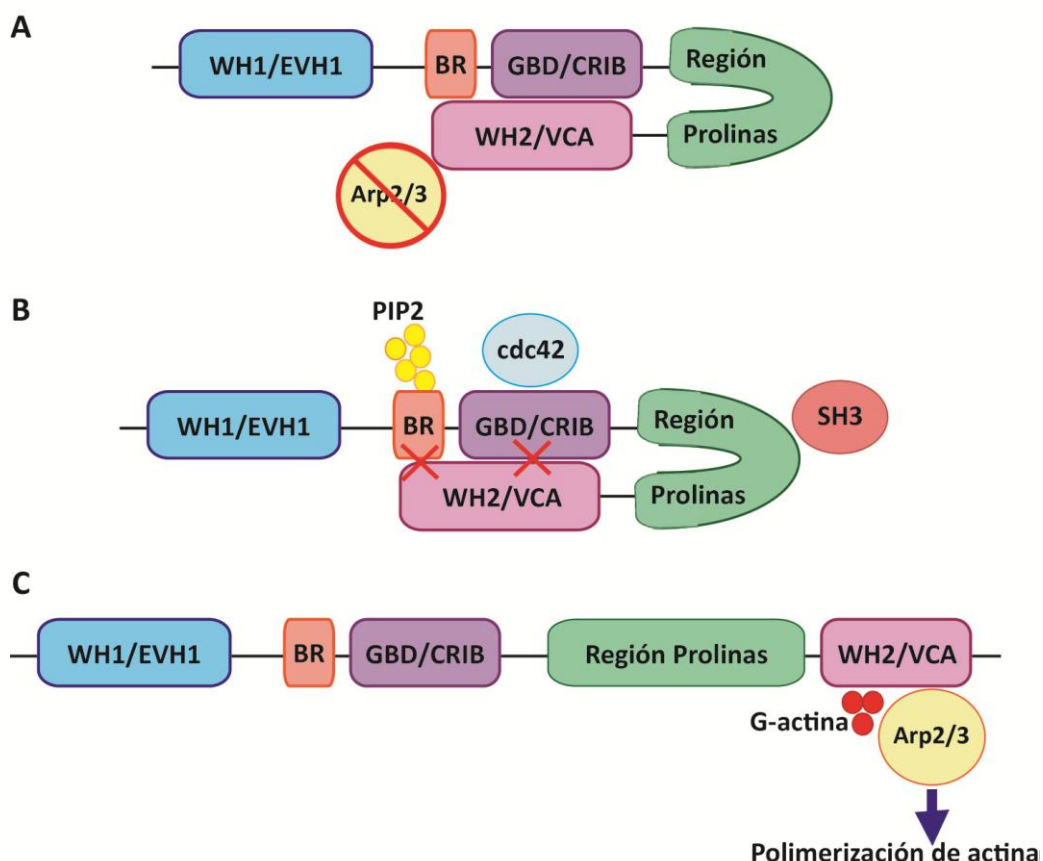 A
WH1/EVH1
BR
GBD/CRIB
Región
WH2/VCA
Prolinas
Arp2/3
B
PIP2
cdc42
WH1/EVH1
BR
GBD/CRIB
Región
SH3
WH2/VCA
Prolinas
C
WH1/EVH1
BR
GBD/CRIB
Región Prolinas
WH2/VCA
G-actina
Arp2/3
Polimerización de actina